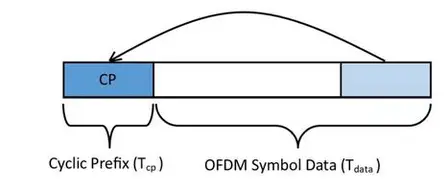 CP
Cyclic Prefix (Tcp) OFDM Symbol Data (Tdata)